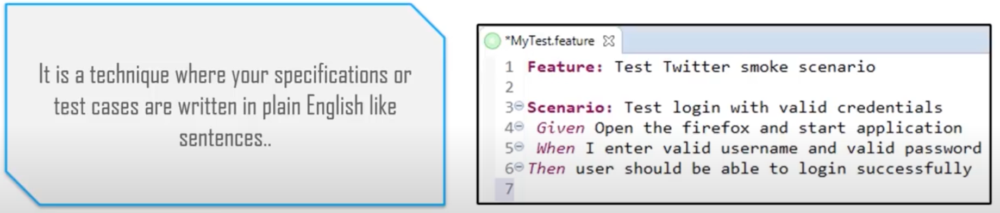 It is a technique where your specifications or
test cases are written in plain English like
sentences..
*MyTest.feature
1 Feature: Test Twitter smoke scenario
2
3 Scenario: Test login with valid credentials
4 Given Open the firefox and start application
5 When I enter valid username and valid password
6 Then user should be able to login successfully
7